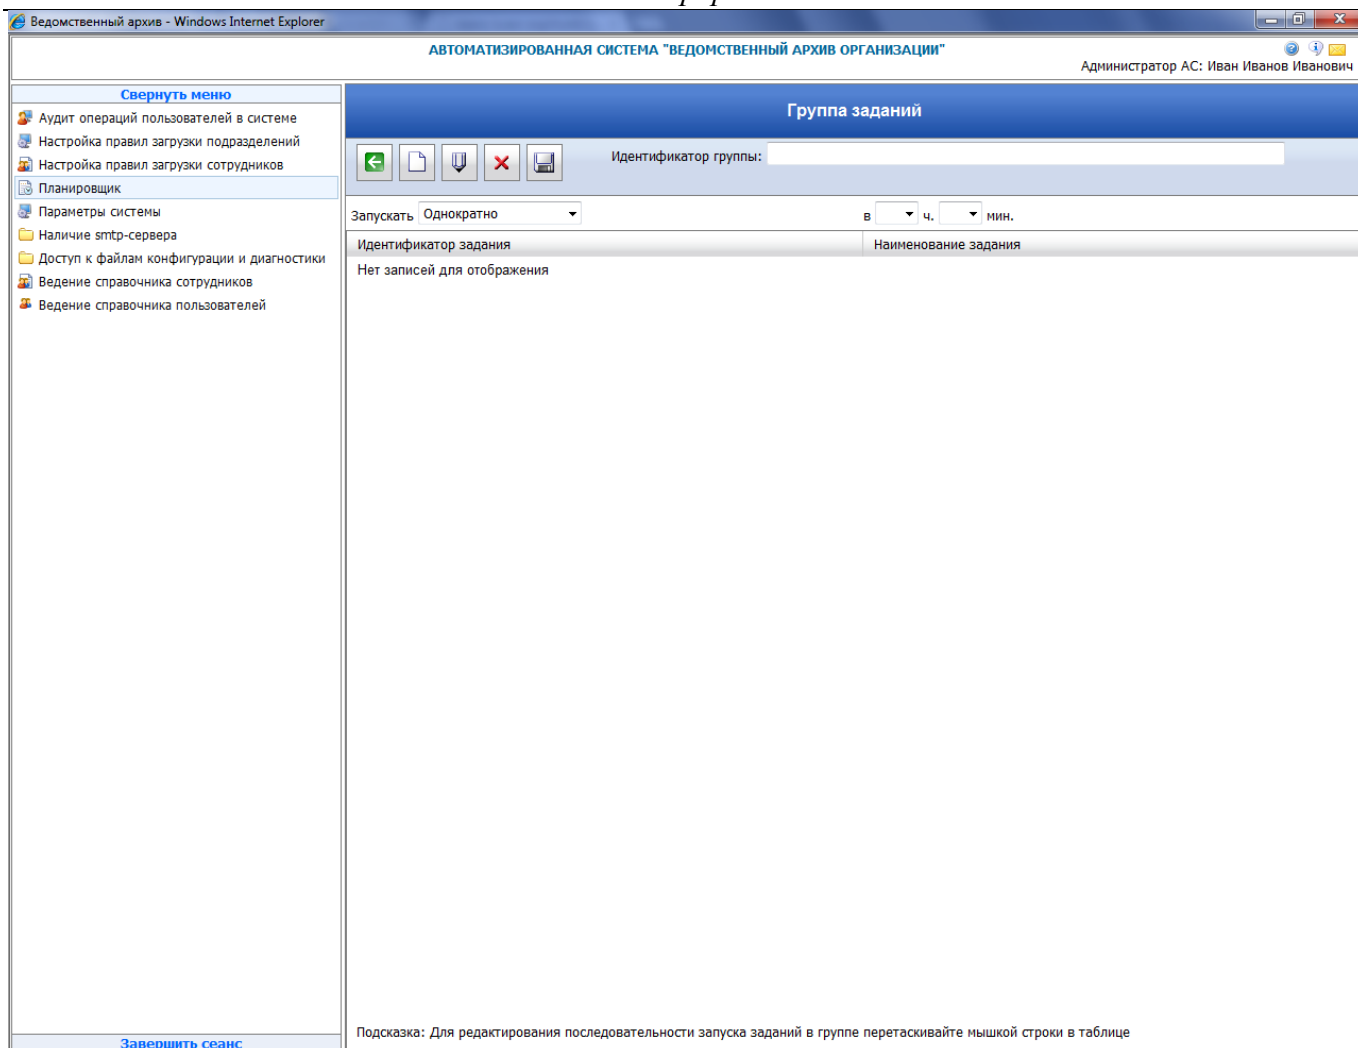 Ведомственный архив - Windows Internet Explorer
АВТОМАТИЗИРОВАННАЯ СИСТЕМА "ВЕДОМСТВЕННЫЙ АРХИВ ОРГАНИЗАЦИИ"
Администратор АС: Иван Иванов Иванович
Свернуть меню
Аудит операций пользователей в системе
Настройка правил загрузки подразделений
Настройка правил загрузки сотрудников
Планировщик
Параметры системы
Наличие smtp-сервера
Доступ к файлам конфигурации и диагностики
Ведение справочника сотрудников
Ведение справочника пользователей
Завершить сеанс
Группа заданий
Идентификатор группы:
Запускать Однократно в ч. мин.
Идентификатор задания Наименование задания
Нет записей для отображения
Подсказка: Для редактирования последовательности запуска заданий в группе перетаскивайте мышкой строки в таблице